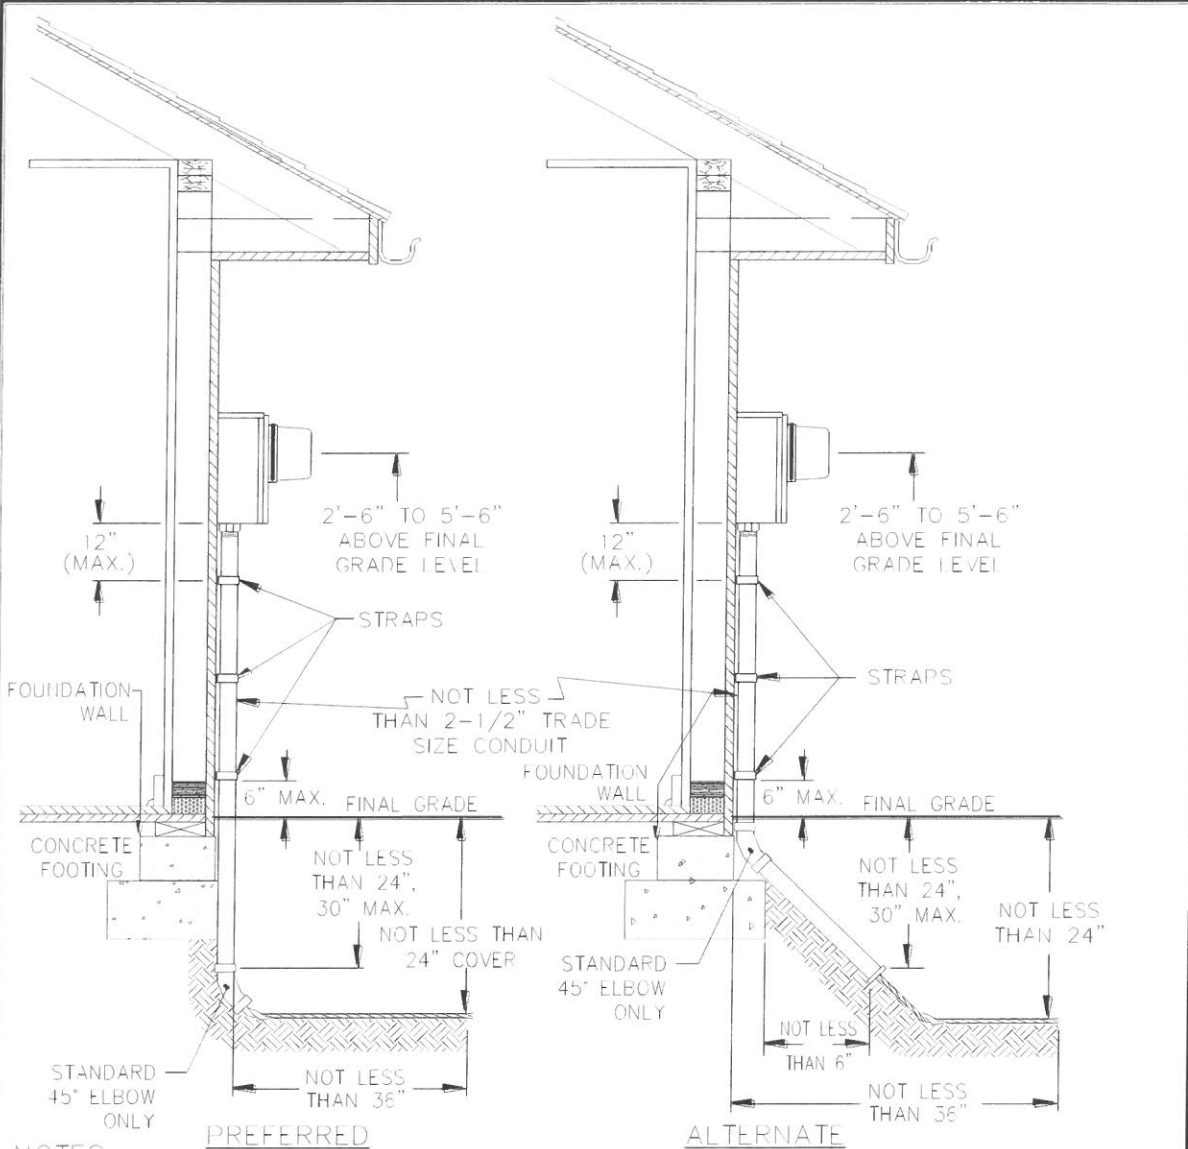 2'-6" TO 5'-6"
ABOVE FINAL
GRADE LEVEL
12"
(MAX.)
STRAPS
FOUNDATION
WALL
NOT LESS
THAN 2-1/2" TRADE
SIZE CONDUIT
6" MAX.
FINAL GRADE
CONCRETE
FOOTING
NOT LESS
THAN 24",
30" MAX.
NOT LESS THAN
24" COVER
STANDARD
45° ELBOW
ONLY
NOT LESS
THAN 36"
PREFERRED
2'-6" TO 5'-6"
ABOVE FINAL
GRADE LEVEL
12"
(MAX.)
STRAPS
FOUNDATION
WALL
6" MAX.
FINAL GRADE
CONCRETE
FOOTING
NOT LESS
THAN 24",
30" MAX.
NOT LESS
THAN 24"
STANDARD
45° ELBOW
ONLY
NOT LESS
THAN 6"
NOT LESS
THAN 36"
ALTERNATE
NOTES